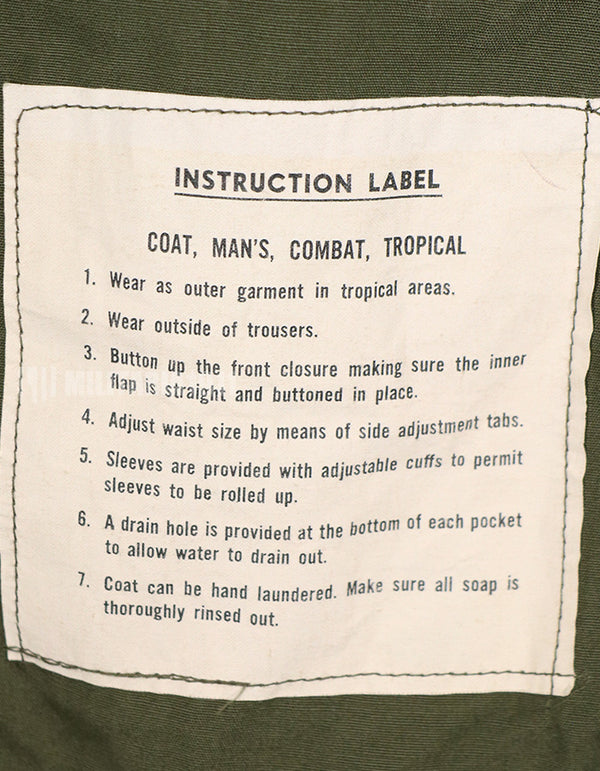 INSTRUCTION LABEL
COAT, MAN'S, COMBAT, TROPICAL
1. Wear as outer garment in tropical areas.
2. Wear outside of trousers.
3. Button up the front closure making sure the inner
flap is straight and buttoned in place.
4. Adjust waist size by means of side adjustment tabs.
5. Sleeves are provided with adjustable cuffs to permit
sleeves to be rolled up.
6. A drain hole is provided at the bottom of each pocket
to allow water to drain out.
7. Coat can be hand laundered. Make sure all soap is
thoroughly rinsed out.